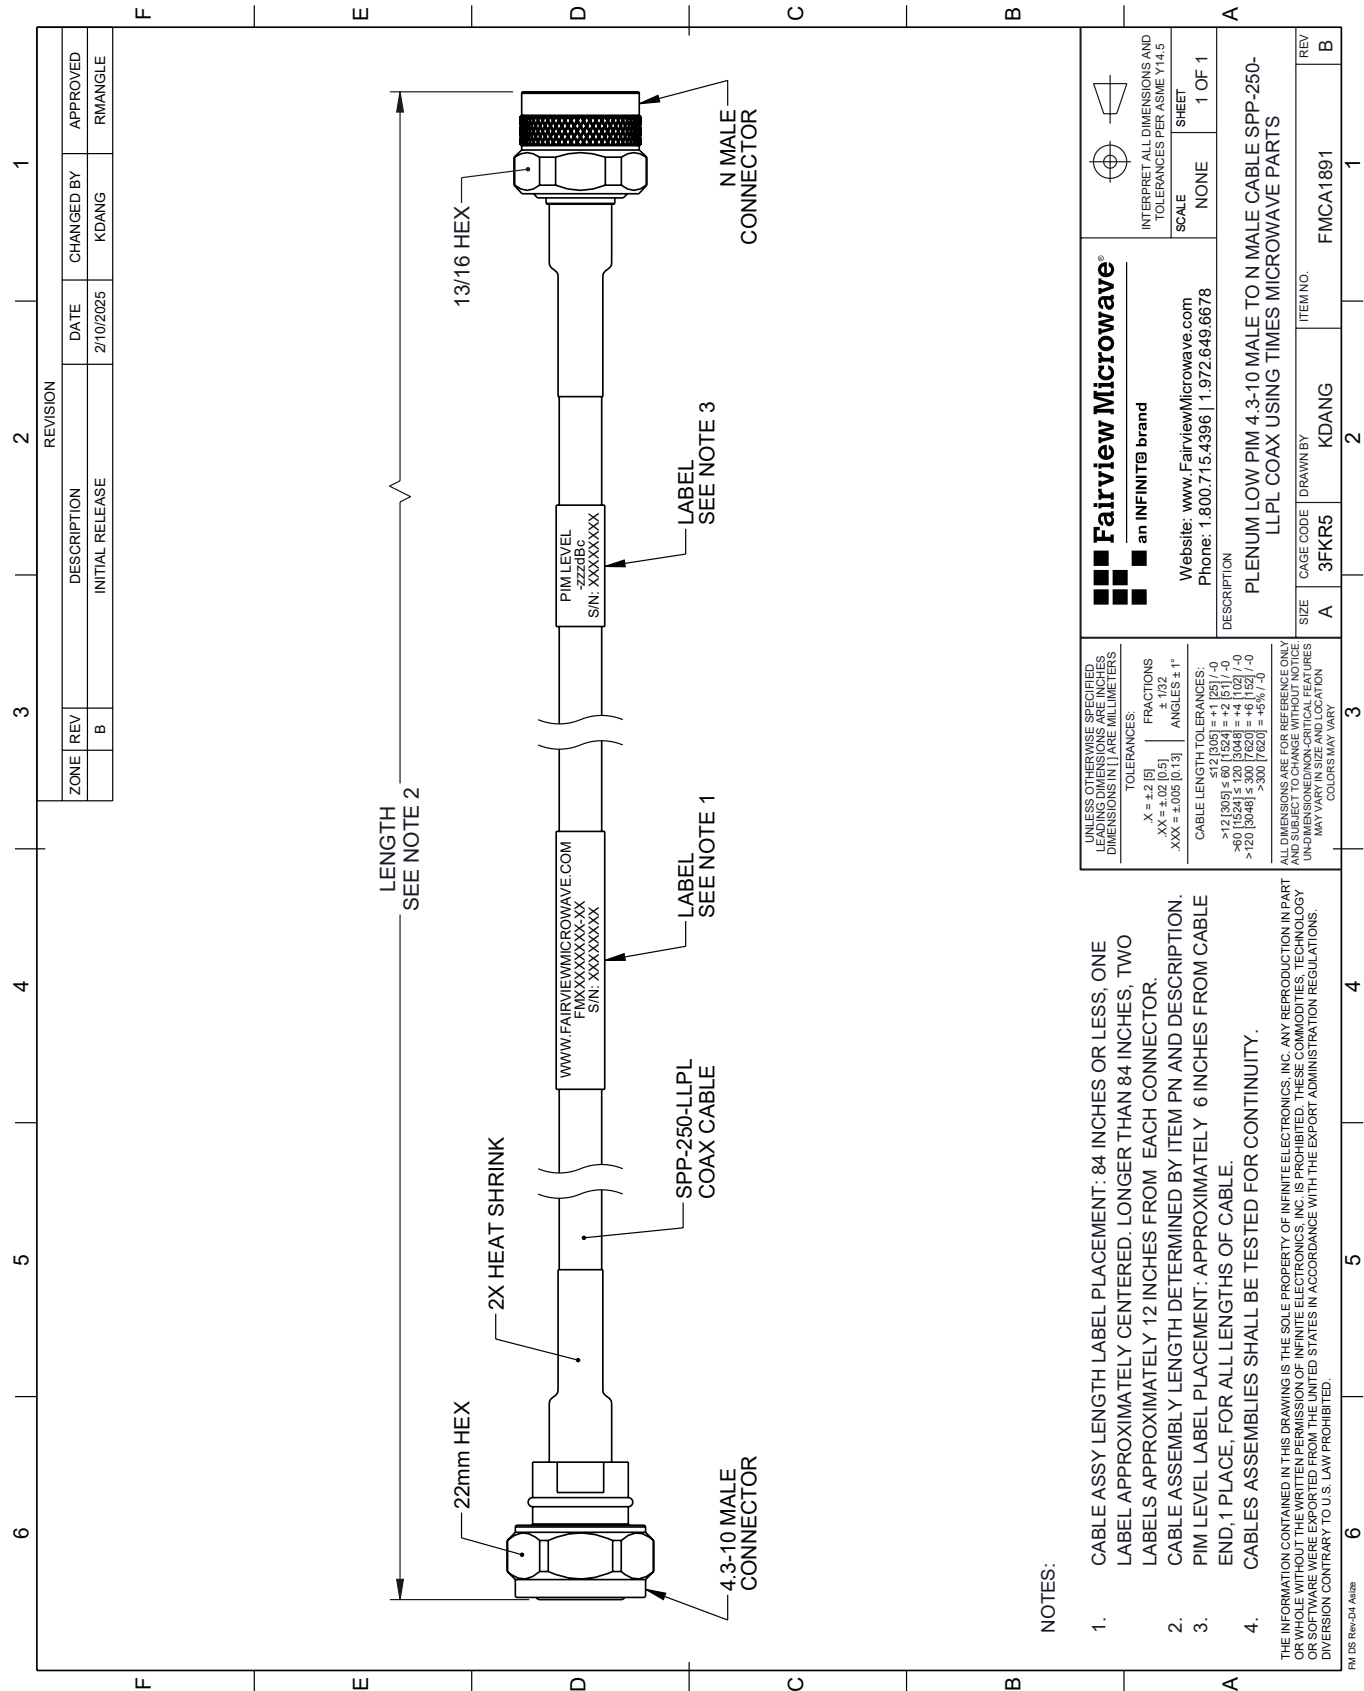 REVISION
ZONE REV DESCRIPTION DATE CHANGED BY APPROVED
B INITIAL RELEASE 2/10/2025 KDANG RMANGLE
6 5 4 3 2 1
F
E
D
C
B
A
LENGTH
SEE NOTE 2
22mm HEX
2X HEAT SHRINK
13/16 HEX
WWW.FAIRVIEWMICROWAVE.COM
FMXXXXXXXX-XX
S/N: XXXXXXXX
PIM LEVEL
-zzzdBc
S/N: XXXXXXXX
4.3-10 MALE
CONNECTOR
SPP-250-LLPL
COAX CABLE
LABEL
SEE NOTE 1
LABEL
SEE NOTE 3
N MALE
CONNECTOR
NOTES:
1. CABLE ASSY LENGTH LABEL PLACEMENT: 84 INCHES OR LESS, ONE
LABEL APPROXIMATELY CENTERED. LONGER THAN 84 INCHES, TWO
LABELS APPROXIMATELY 12 INCHES FROM EACH CONNECTOR.
2. CABLE ASSEMBLY LENGTH DETERMINED BY ITEM PN AND DESCRIPTION.
3. PIM LEVEL LABEL PLACEMENT: APPROXIMATELY 6 INCHES FROM CABLE
END,1 PLACE, FOR ALL LENGTHS OF CABLE.
4. CABLES ASSEMBLIES SHALL BE TESTED FOR CONTINUITY.
THE INFORMATION CONTAINED IN THIS DRAWING IS THE SOLE PROPERTY OF INFINITE ELECTRONICS, INC. ANY REPRODUCTION IN PART
OR WHOLE WITHOUT THE WRITTEN PERMISSION OF INFINITE ELECTRONICS, INC. IS PROHIBITED. THESE COMMODITIES, TECHNOLOGY
OR SOFTWARE WERE EXPORTED FROM THE UNITED STATES IN ACCORDANCE WITH THE EXPORT ADMINISTRATION REGULATIONS.
DIVERSION CONTRARY TO U.S. LAW PROHIBITED.
UNLESS OTHERWISE SPECIFIED
LEADING DIMENSIONS ARE INCHES
DIMENSIONS IN [ ] ARE MILLIMETERS
TOLERANCES:
.X = ±.2 [5]
.XX = ±.02 [0.5]
.XXX = ±.005 [0.13]
FRACTIONS
± 1/32
ANGLES ± 1°
CABLE LENGTH TOLERANCES:
≤12 [305] = +1 [25] / -0
>12 [305] ≤ 60 [1524] = +2 [51] / -0
>60 [1524] ≤ 120 [3048] = +4 [102] / -0
>120 [3048] ≤ 300 [7620] = +6 [152] / -0
>300 [7620] = +5% / -0
ALL DIMENSIONS ARE FOR REFERENCE ONLY
AND SUBJECT TO CHANGE WITHOUT NOTICE.
UN-DIMENSIONED/NON-CRITICAL FEATURES
MAY VARY IN SIZE AND LOCATION
COLORS MAY VARY
Fairview Microwave®
an INFINIT@ brand
Website: www.FairviewMicrowave.com
Phone: 1.800.715.4396 | 1.972.649.6678
INTERPRET ALL DIMENSIONS AND
TOLERANCES PER ASME Y14.5
SCALE NONE
SHEET 1 OF 1
DESCRIPTION
PLENUM LOW PIM 4.3-10 MALE TO N MALE CABLE SPP-250-
LLPL COAX USING TIMES MICROWAVE PARTS
SIZE A
CAGE CODE 3FKR5
DRAWN BY KDANG
ITEM NO. FMCA1891
REV B
F
E
D
C
B
A
6 5 4 3 2 1
FM DS Rev-D4 Asize